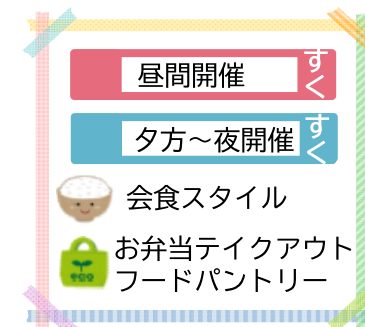 昼間開催
すく
夕方～夜開催
すく
会食スタイル
eco
お弁当テイクアウト
フードパントリー